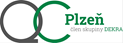 QC Plzeň
člen skupiny DEKRA